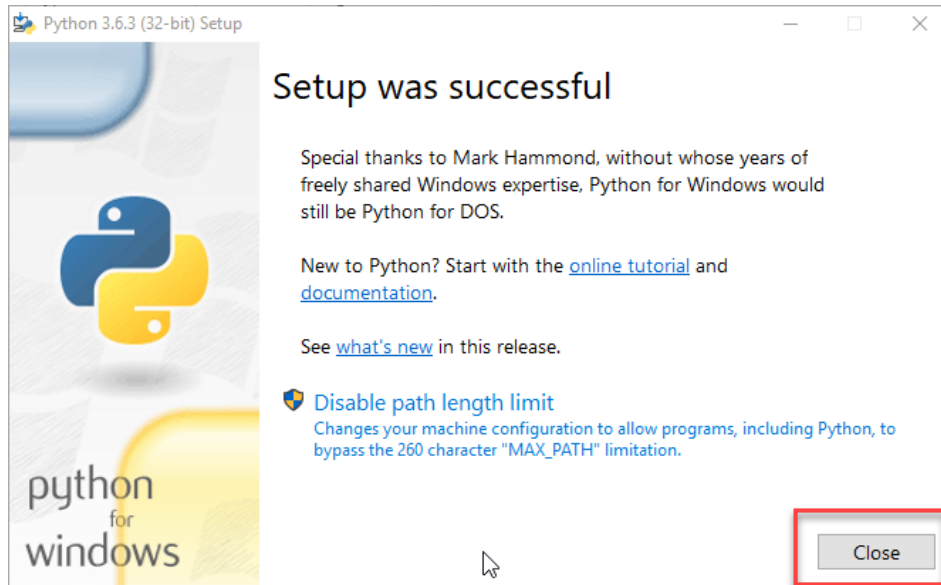 Python 3.6.3 (32-bit) Setup
Setup was successful
Special thanks to Mark Hammond, without whose years of
freely shared Windows expertise, Python for Windows would
still be Python for DOS.
New to Python? Start with the online tutorial and
documentation.
See what's new in this release.
Disable path length limit
Changes your machine configuration to allow programs, including Python, to
bypass the 260 character "MAX_PATH" limitation.
python
for
windows
Close